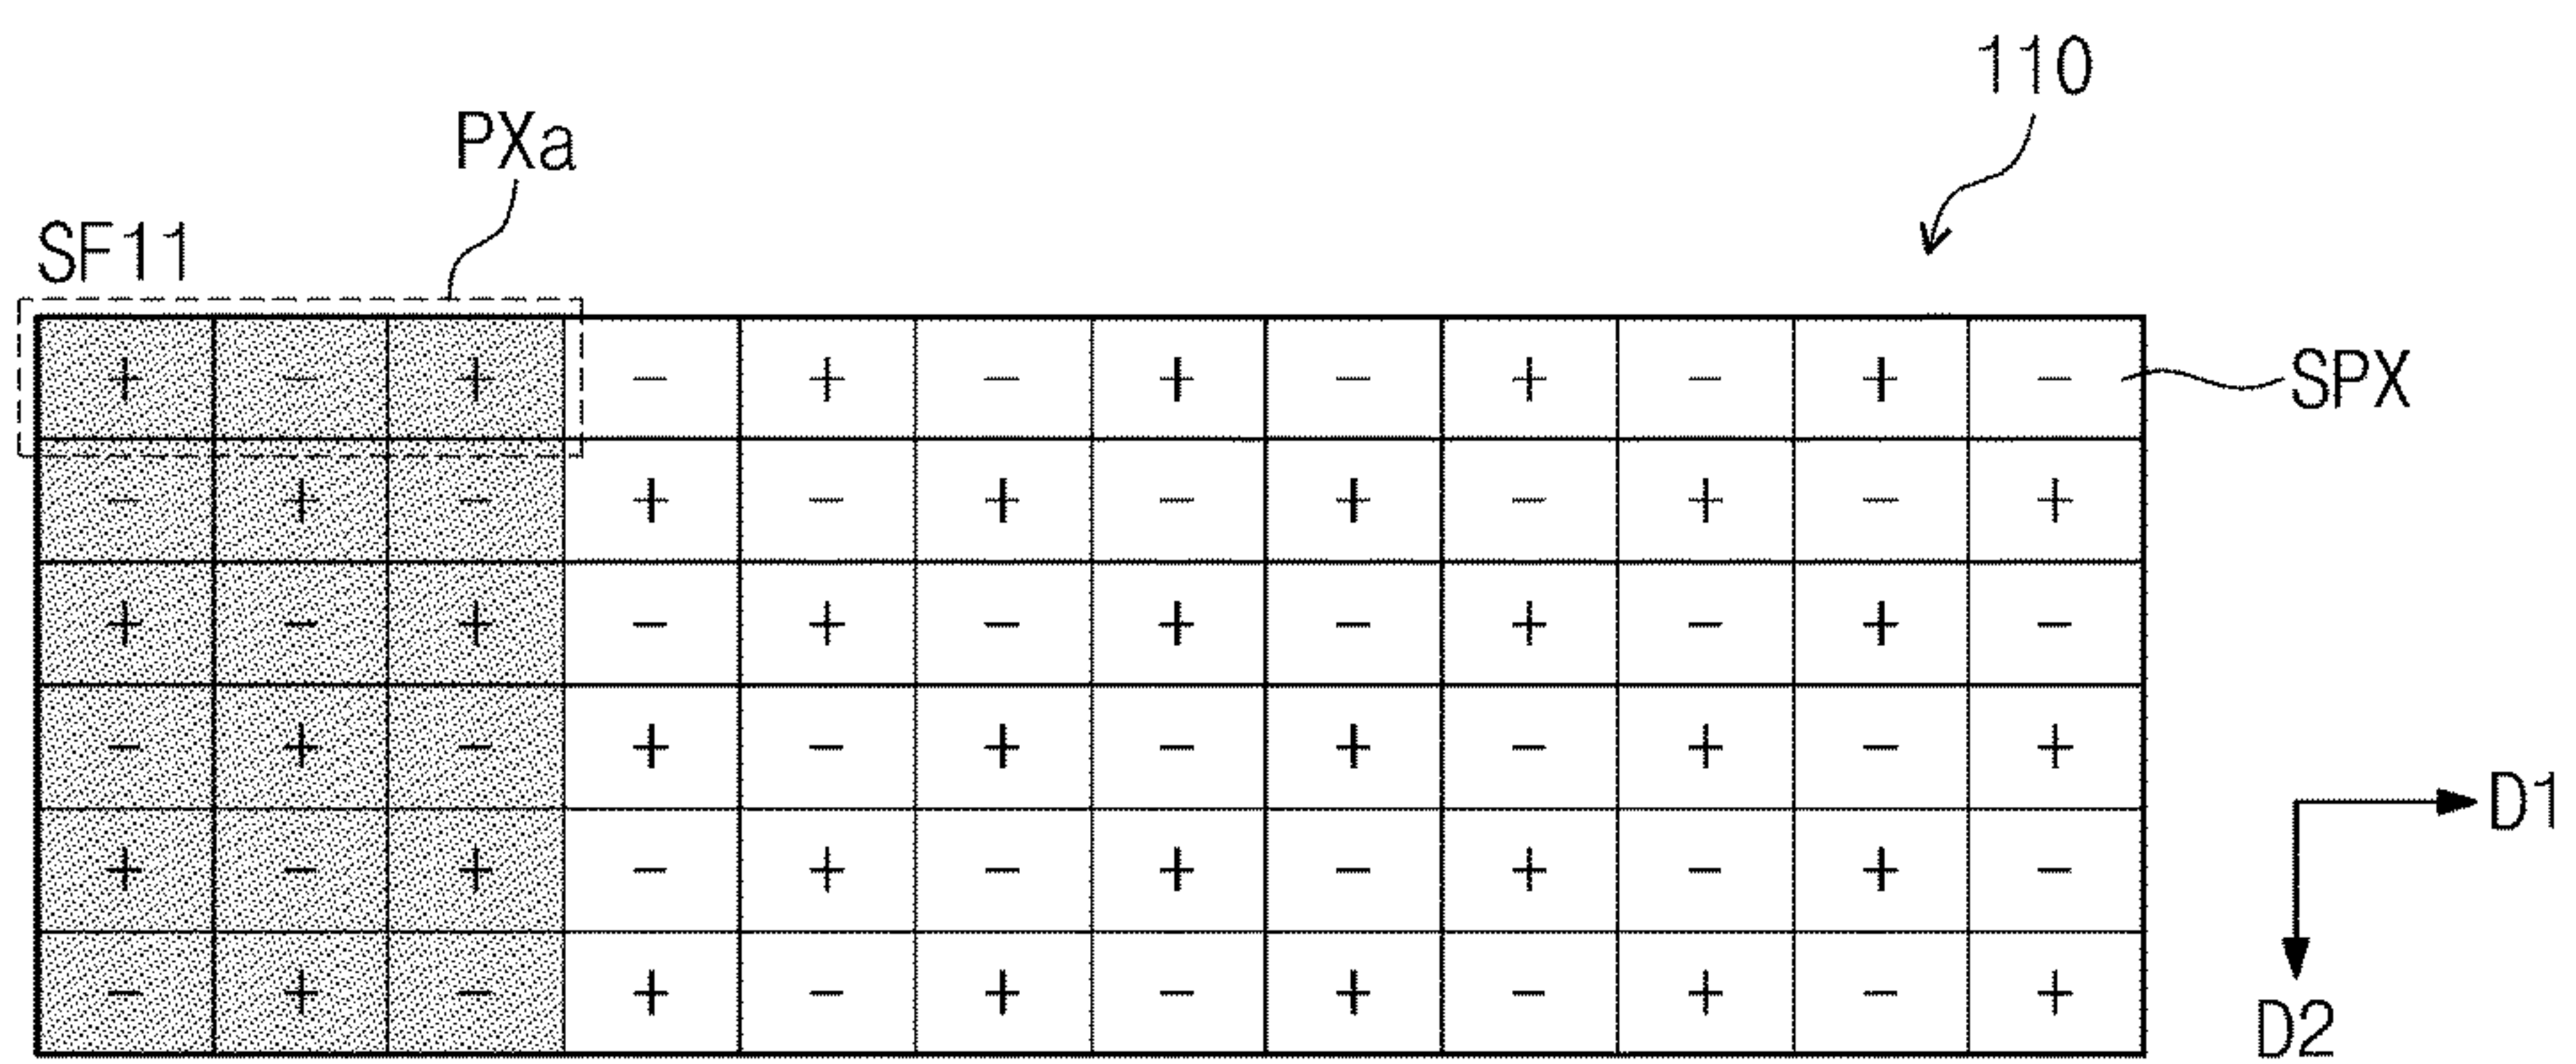 110
PXa
SF11
+ − + − + − + − + − + − SPX
− + − + − + − + − + − +
+ − + − + − + − + − + −
− + − + − + − + − + − +
D1
+ − + − + − + − + − + −
− + − + − + − + − + − +
D2